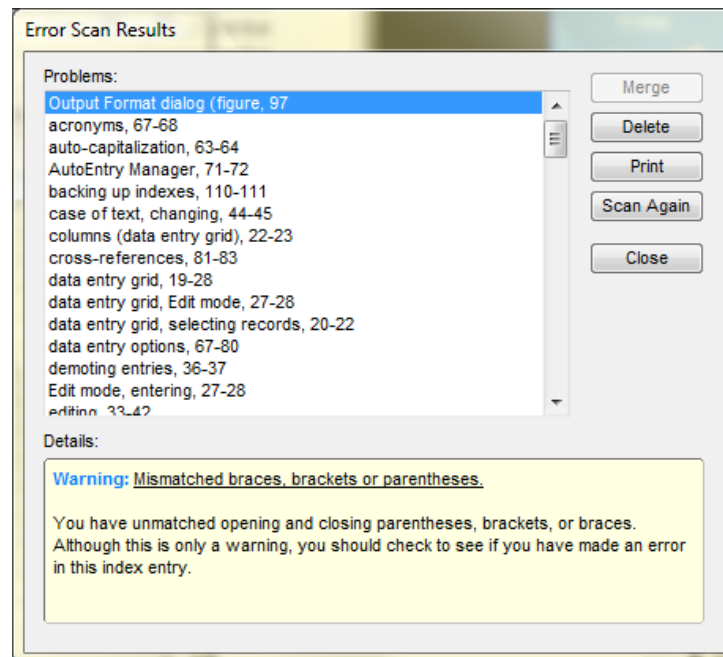 Error Scan Results
Problems:
Output Format dialog (figure, 97
acronyms, 67-68
auto-capitalization, 63-64
AutoEntry Manager, 71-72
backing up indexes, 110-111
case of text, changing, 44-45
columns (data entry grid), 22-23
cross-references, 81-83
data entry grid, 19-28
data entry grid, Edit mode, 27-28
data entry grid, selecting records, 20-22
data entry options, 67-80
demoting entries, 36-37
Edit mode, entering, 27-28
editing, 33-42
Merge
Delete
Print
Scan Again
Close
Details:
Warning: Mismatched braces, brackets or parentheses.
You have unmatched opening and closing parentheses, brackets, or braces.
Although this is only a warning, you should check to see if you have made an error
in this index entry.